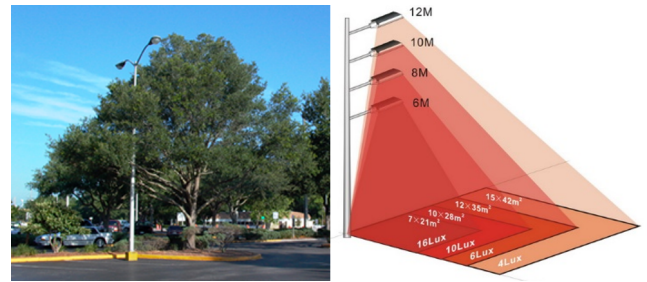 12M
10M
8M
6M
15×42m²
12×35m²
10×28m²
7×21m²
16Lux
10Lux
6Lux
4Lux